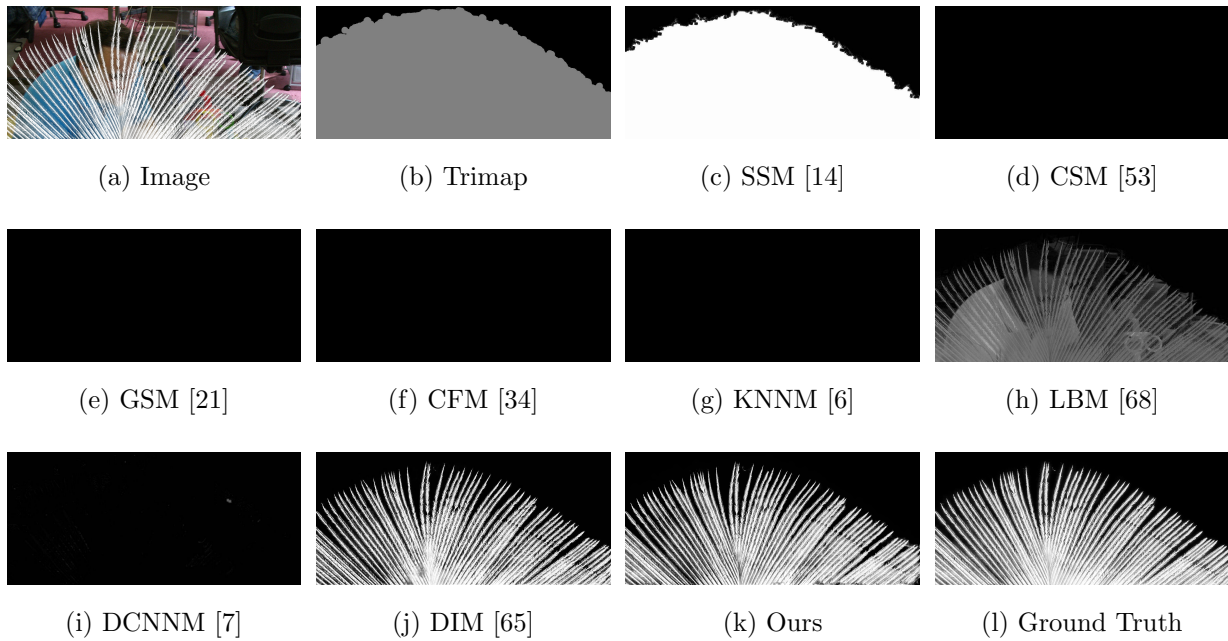 (a) Image
(b) Trimap
(c) SSM [14]
(d) CSM [53]
(e) GSM [21]
(f) CFM [34]
(g) KNNM [6]
(h) LBM [68]
(i) DCNNM [7]
(j) DIM [65]
(k) Ours
(l) Ground Truth